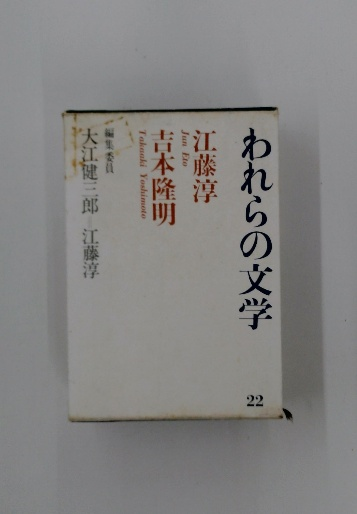 われらの文学
22
江藤淳
Jun Eto
吉本隆明
Takaaki Yoshimoto
編集委員
大江健三郎＝江藤淳